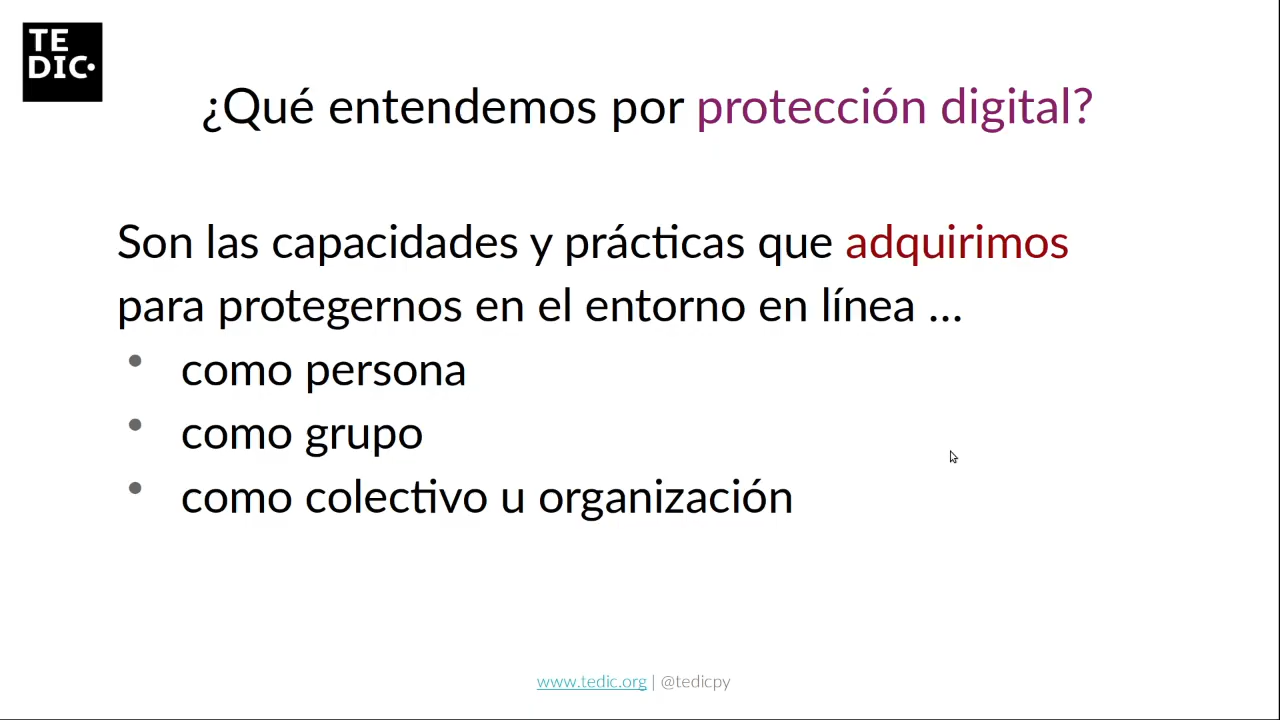 TE
DIC
¿Qué entendemos por protección digital?
Son las capacidades y prácticas que adquirimos
para protegernos en el entorno en línea ...
• como persona
• como grupo
• como colectivo u organización
www.tedic.org | @tedicpy